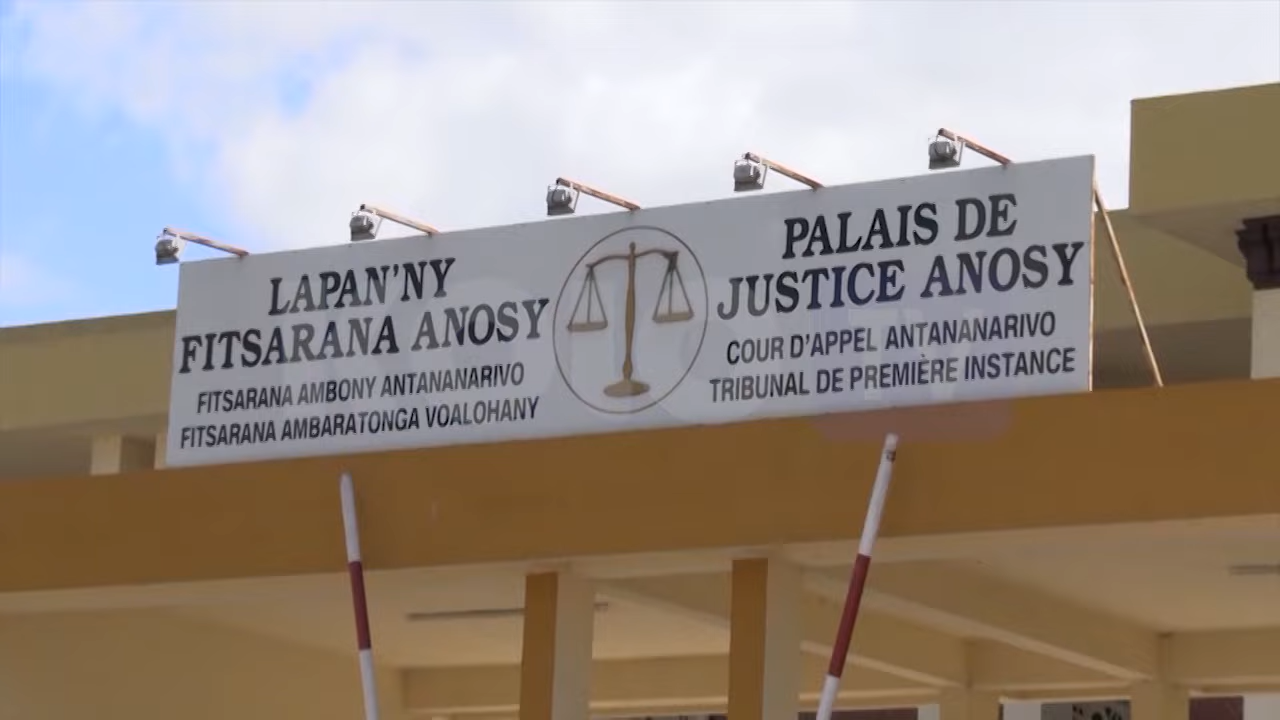 LAPAN'NY
FITSARANA ANOSY
FITSARANA AMBONY ANTANANARIVO
FITSARANA AMBARATONGA VOALOHANY
PALAIS DE
JUSTICE ANOSY
COUR D'APPEL ANTANANARIVO
TRIBUNAL DE PREMIÈRE INSTANCE